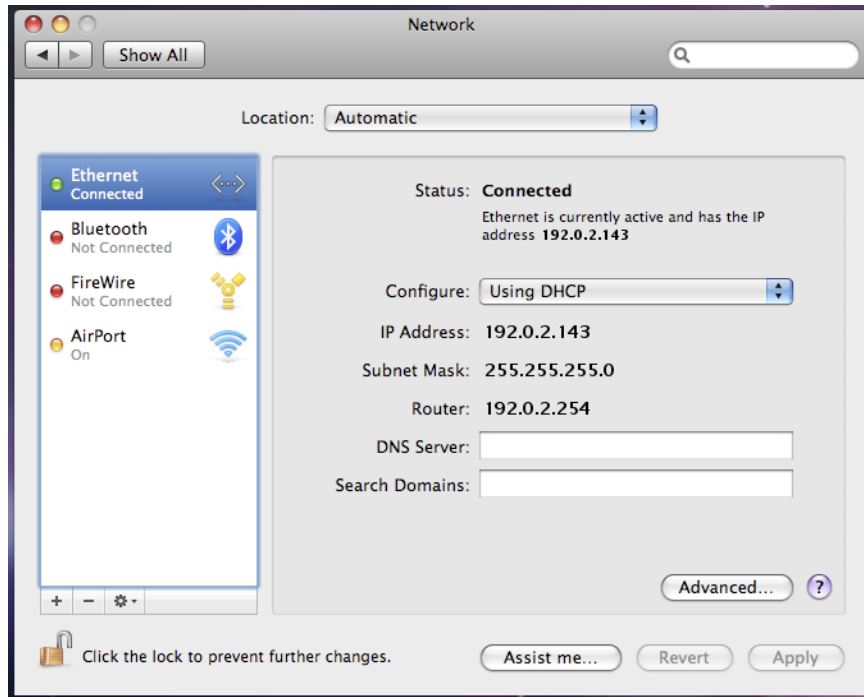 Network
Show All
Location: Automatic
Ethernet
Connected
Bluetooth
Not Connected
FireWire
Not Connected
AirPort
On
Status: Connected
Ethernet is currently active and has the IP
address 192.0.2.143
Configure: Using DHCP
IP Address: 192.0.2.143
Subnet Mask: 255.255.255.0
Router: 192.0.2.254
DNS Server:
Search Domains:
Advanced... ?
Click the lock to prevent further changes.
Assist me... Revert Apply